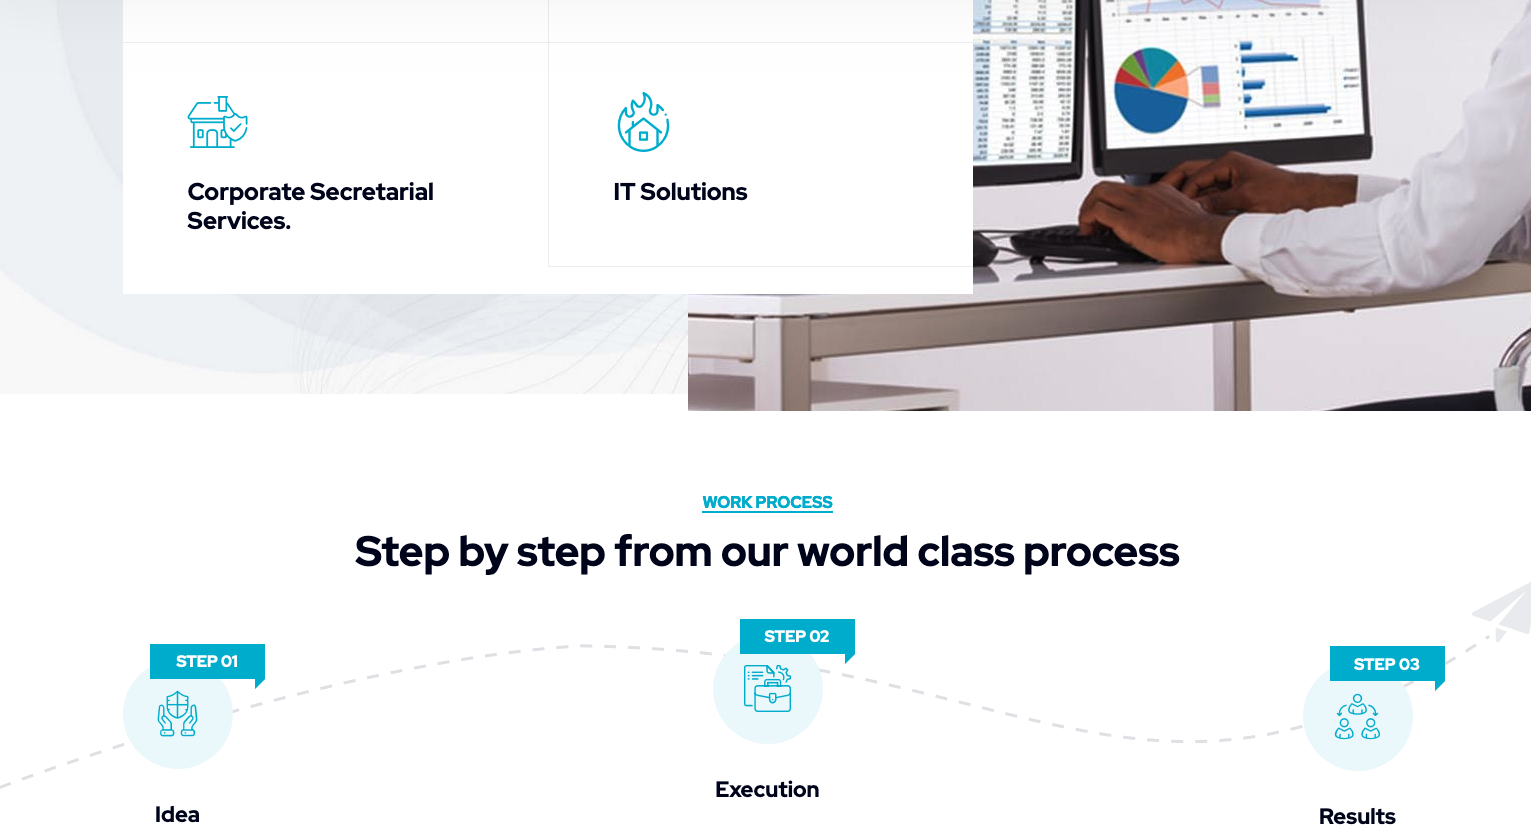 Corporate Secretarial
Services.
IT Solutions
WORK PROCESS
Step by step from our world class process
STEP 01
STEP 02
STEP 03
Idea
Execution
Results